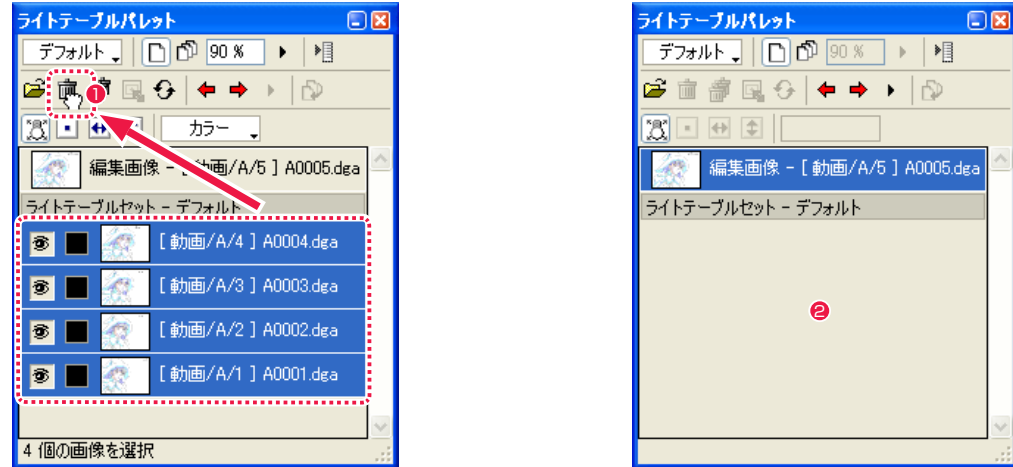 ライトテーブルパレット
デフォルト
90 %
❶
カラー
編集画像 - [ 動画/A/5 ] A0005.dga
ライトテーブルセット - デフォルト
[ 動画/A/4 ] A0004.dga
[ 動画/A/3 ] A0003.dga
[ 動画/A/2 ] A0002.dga
[ 動画/A/1 ] A0001.dga
4 個の画像を選択
ライトテーブルパレット
デフォルト
90 %
編集画像 - [ 動画/A/5 ] A0005.dga
ライトテーブルセット - デフォルト
❷